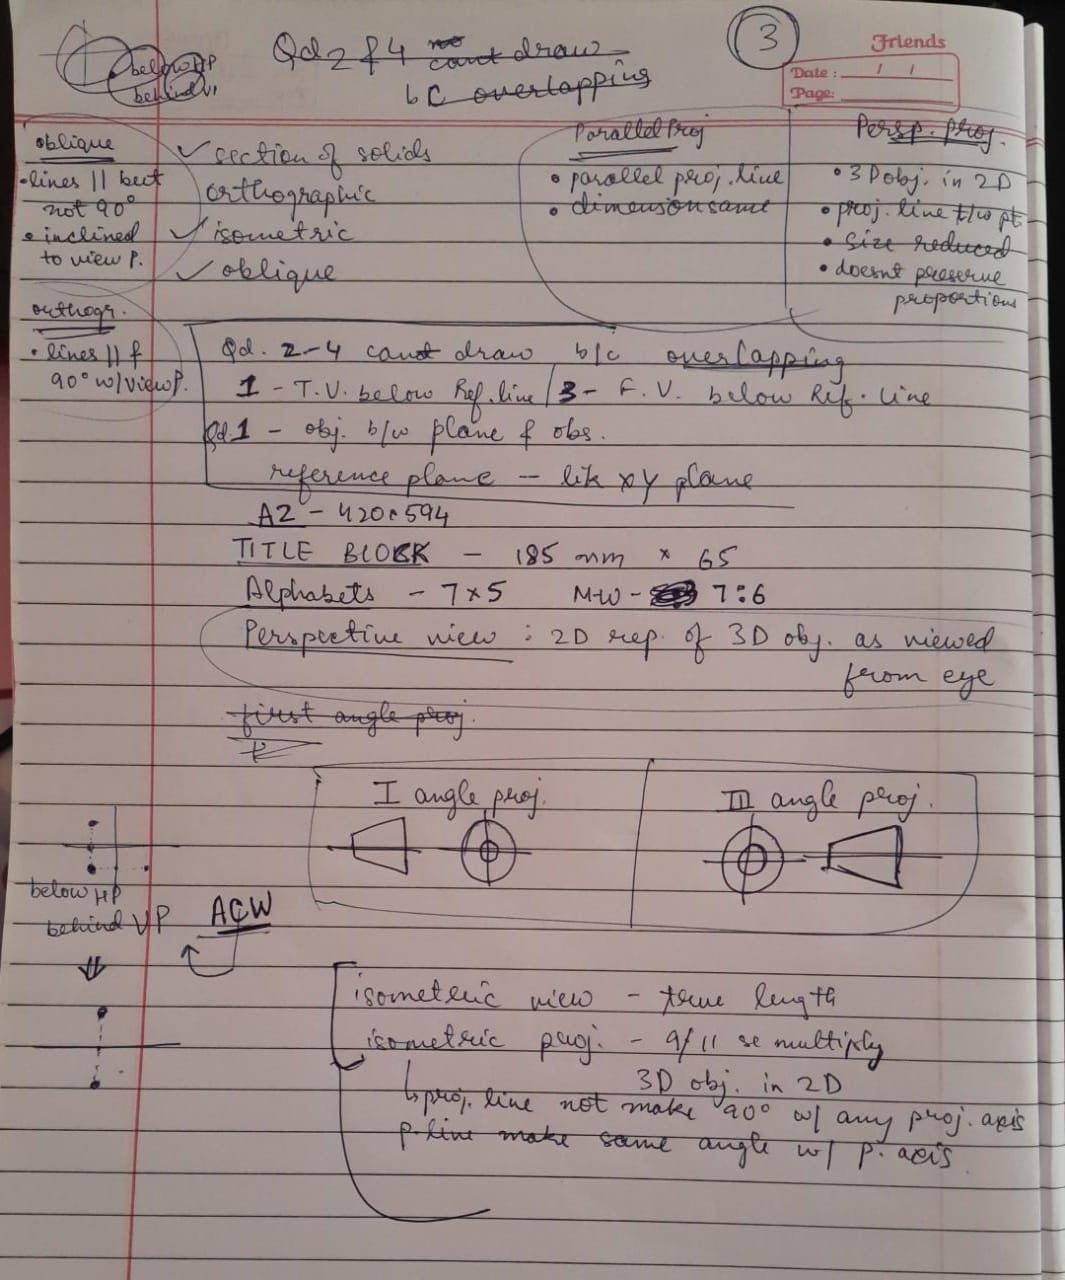 3
Friends
Date : / /
Page:
below HP
behind VP
Qd 2 & 4 no cant draw
bc overlapping
oblique
• lines || but
not 90°
• inclined
to view P.
orthogr.
• lines || &
90° w/ view P.
✓ section of solids
orthographic
✓ isometric
✓ oblique
Parallel Proj
• parallel proj. line
• dimension same
Persp. proj.
• 3D obj. in 2D
• proj. line t/w pt
• size reduced
• doesnt preserve
proportions
Qd. 2-4 cant draw b/c overlapping
1 - T.V. below Ref. line / 3- F.V. below Ref. line
Qd.1 - obj. b/w plane & obs.
reference plane - lik xy plane
A2 - 420 × 594
TITLE BLOCK - 185 mm × 65
Alphabets - 7×5 M-W - 7:6
Perspective view : 2D rep. of 3D obj. as viewed
from eye
first angle proj.
I angle proj.
III angle proj.
below HP
behind VP
ACW
isometric view - true length
isometric proj. - 9/11 se multiply
3D obj. in 2D
↳ proj. line not make 90° w/ any proj. axis
p. line make same angle w/ p. axis.